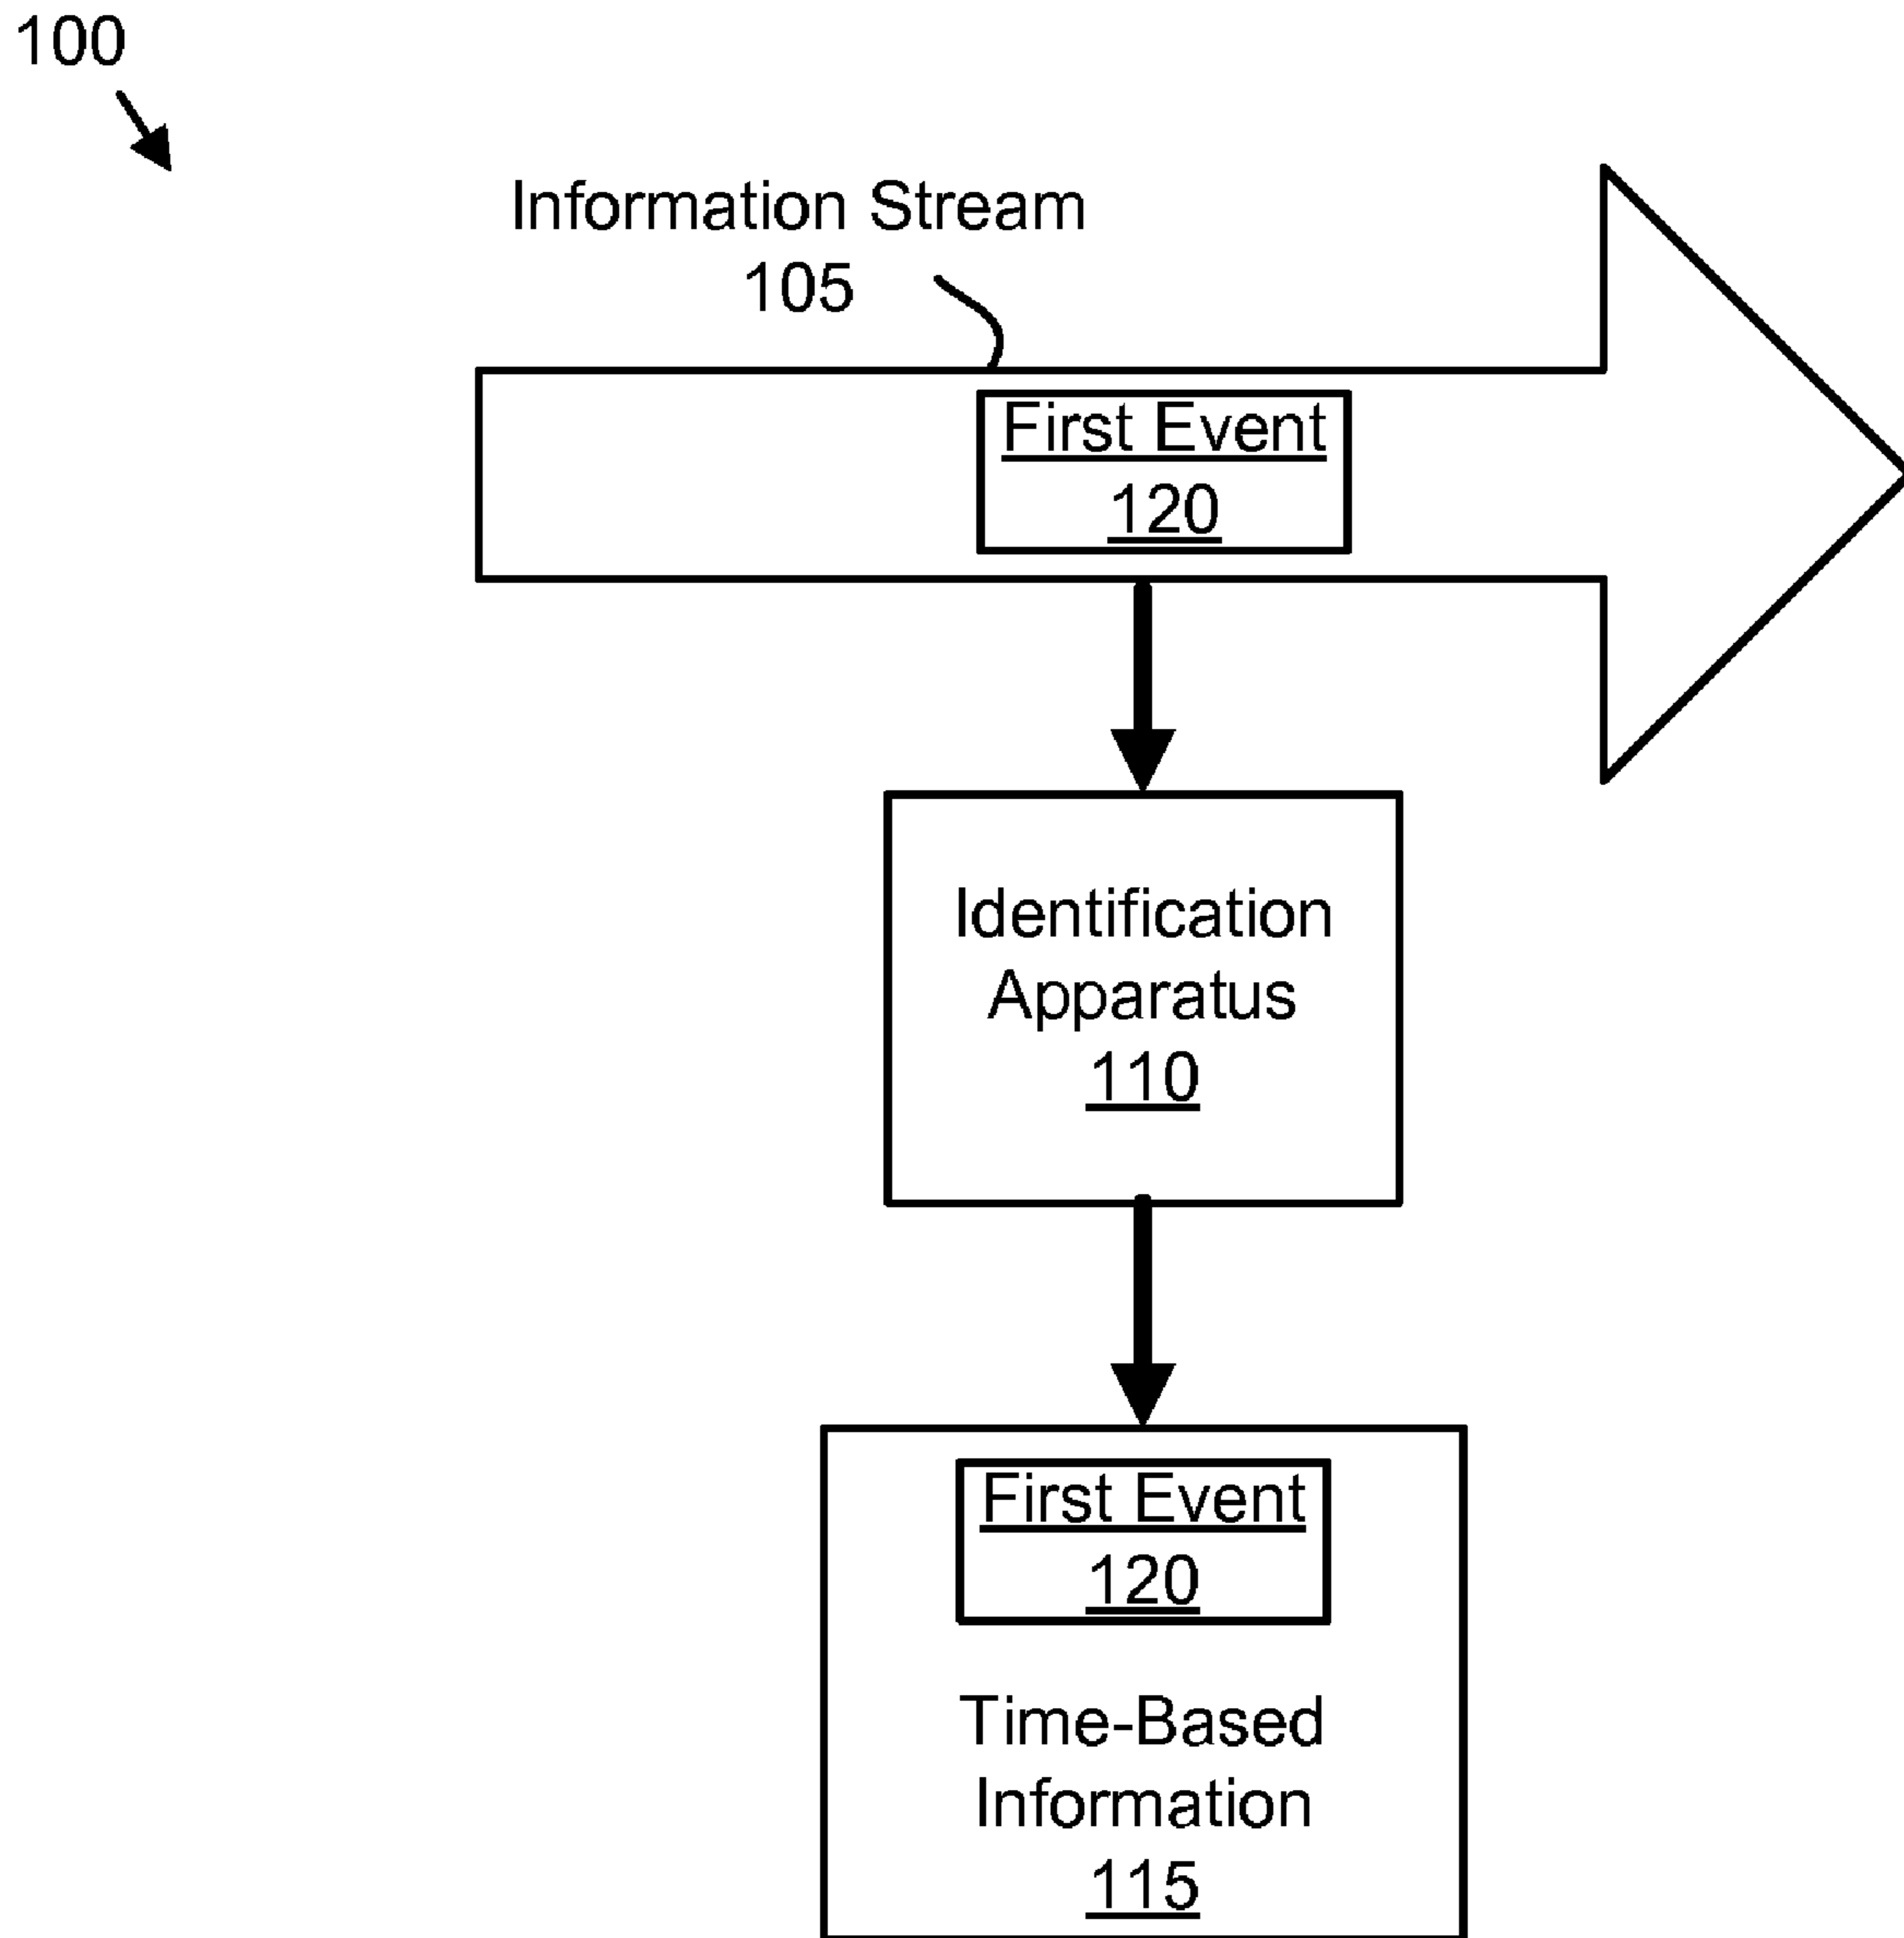 100
Information Stream
105
First Event
120
Identification
Apparatus
110
First Event
120
Time-Based
Information
115